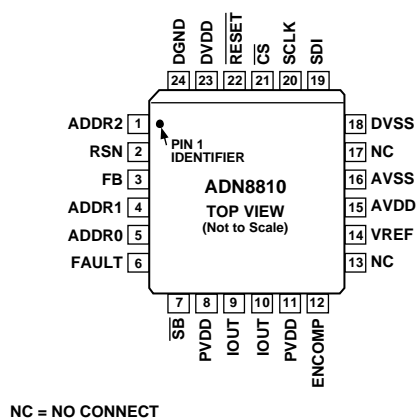 DGND
DVDD
RESET
CS
SCLK
SDI
24 23 22 21 20 19
ADDR2 1
RSN 2
FB 3
ADDR1 4
ADDR0 5
FAULT 6
PIN 1
IDENTIFIER
ADN8810
TOP VIEW
(Not to Scale)
18 DVSS
17 NC
16 AVSS
15 AVDD
14 VREF
13 NC
7 8 9 10 11 12
SB
PVDD
IOUT
IOUT
PVDD
ENCOMP
NC = NO CONNECT